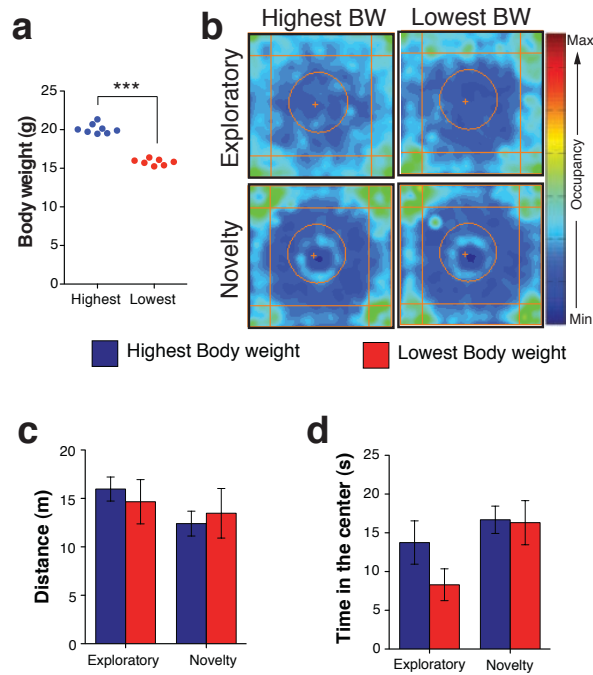 a
***
Body weight (g)
25
20
15
10
5
0
Highest
Lowest
b
Highest BW
Lowest BW
Exploratory
Novelty
Max
Occupancy
Min
Highest Body weight
Lowest Body weight
c
Distance (m)
20
15
10
5
0
Exploratory
Novelty
d
Time in the center (s)
25
20
15
10
5
0
Exploratory
Novelty